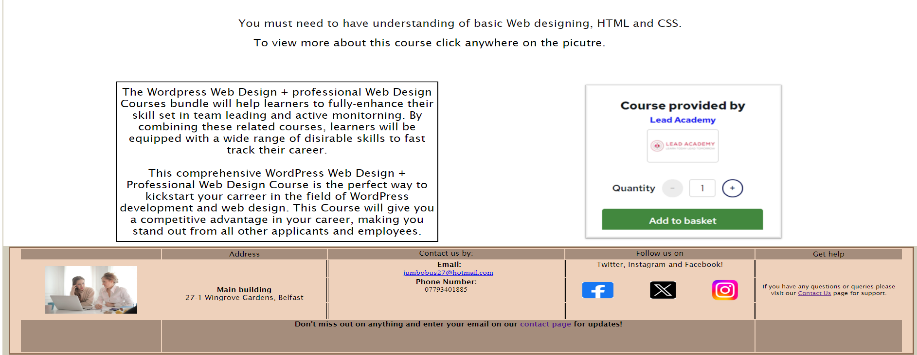 You must need to have understanding of basic Web designing, HTML and CSS.
To view more about this course click anywhere on the picutre.
The Wordpress Web Design + professional Web Design
Courses bundle will help learners to fully-enhance their
skill set in team leading and active monitorning. By
combining these related courses, learners will be
equipped with a wide range of disirable skills to fast
track their career.
This comprehensive WordPress Web Design +
Professional Web Design Course is the perfect way to
kickstart your carreer in the field of WordPress
development and web design. This Course will give you
a competitive advantage in your career, making you
stand out from all other applicants and employees.
Course provided by
Lead Academy
LEAD ACADEMY
Quantity - 1 +
Add to basket
Address
Main building
27-1 Wingrove Gardens, Belfast
Contact us by:
Email:
jumbobus27@hotmail.com
Phone Number:
07793401885
Follow us on
Twitter, Instagram and Facebook!
Get help
If you have any questions or queries please
visit our Contact Us page for support.
Don't miss out on anything and enter your email on our contact page for updates!